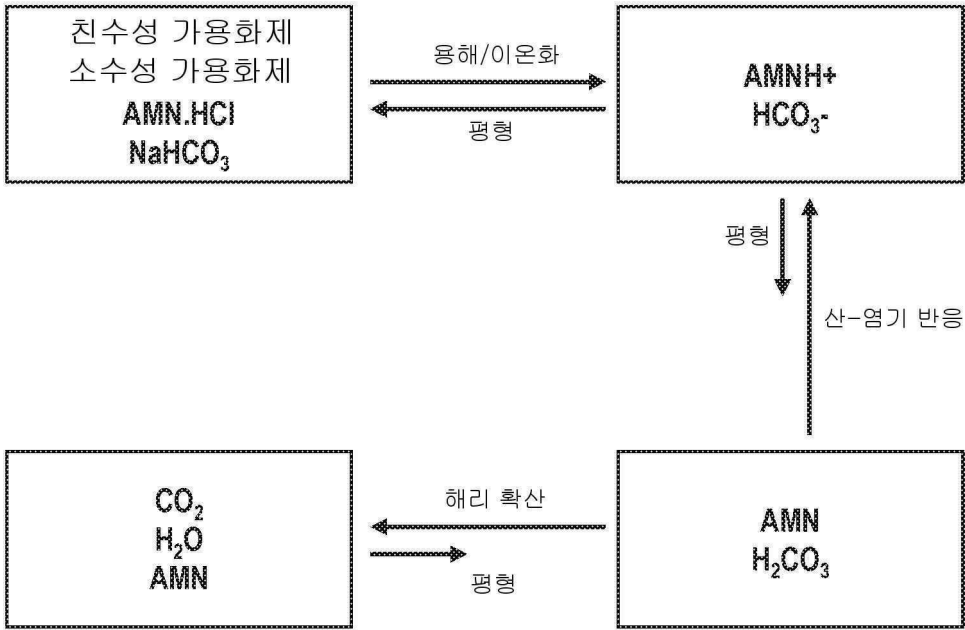 친수성 가용화제
소수성 가용화제
AMN.HCl
NaHCO₃
용해/이온화
평형
AMNH+
HCO₃-
평형
산-염기 반응
CO₂
H₂O
AMN
해리 확산
평형
AMN
H₂CO₃